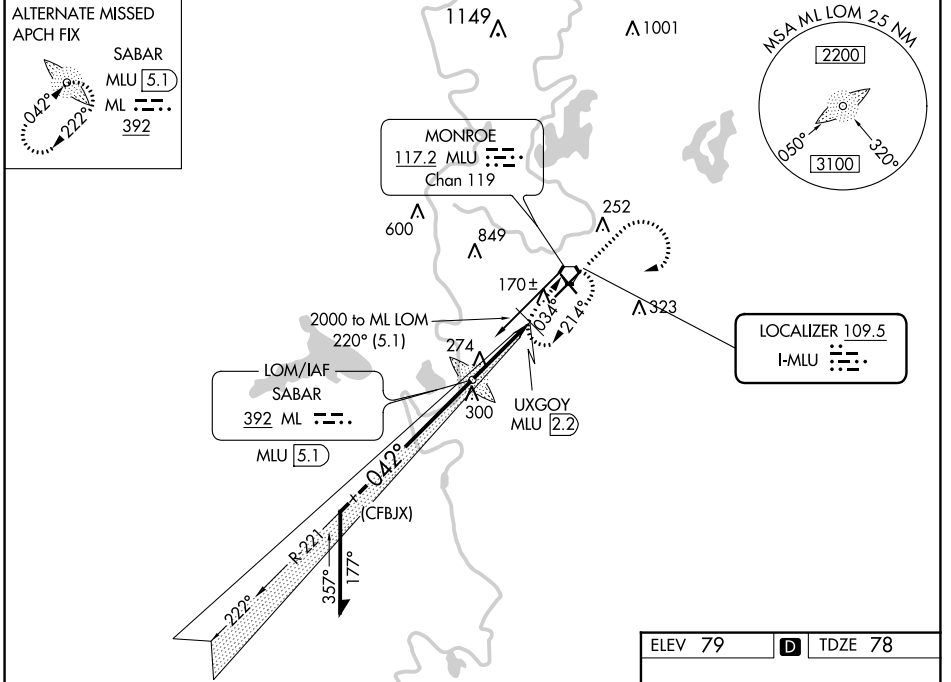 ALTERNATE MISSED
APCH FIX
SABAR
MLU 5.1
ML
392
042°
222°
1149
1001
MSA ML LOM 25 NM
2200
050°
320°
3100
MONROE
117.2 MLU
Chan 119
600
849
252
170±
034°
214°
323
2000 to ML LOM
220° (5.1)
274
LOCALIZER 109.5
I-MLU
LOM/IAF
SABAR
392 ML
MLU 5.1
300
UXGOY
MLU 2.2
042°
(CFBJX)
R-221
222°
357°
177°
ELEV 79 D TDZE 78